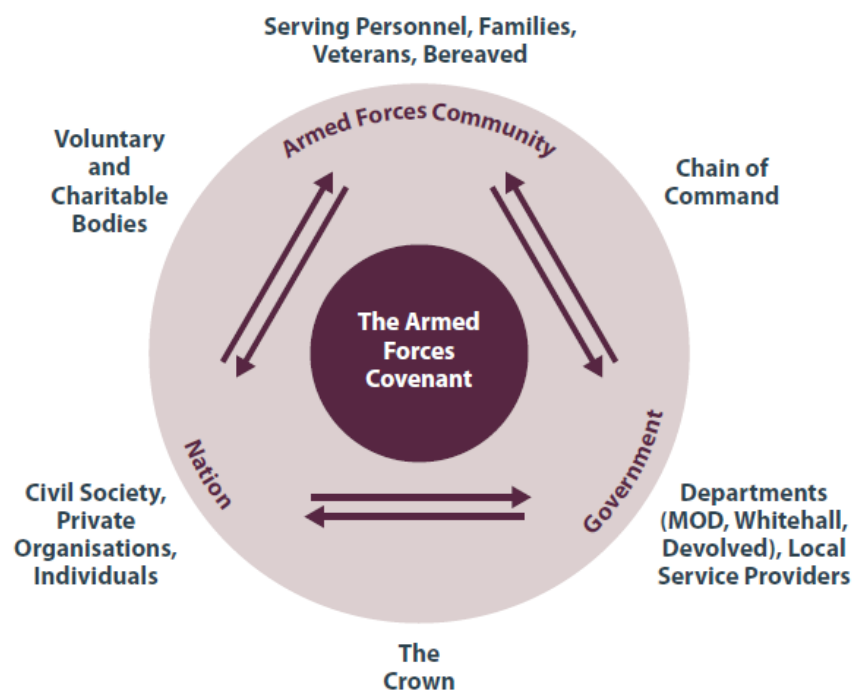 Serving Personnel, Families,
Veterans, Bereaved
Armed Forces Community
Voluntary
and
Charitable
Bodies
Chain of
Command
The Armed
Forces
Covenant
Nation
Government
Civil Society,
Private
Organisations,
Individuals
Departments
(MOD, Whitehall,
Devolved), Local
Service Providers
The
Crown